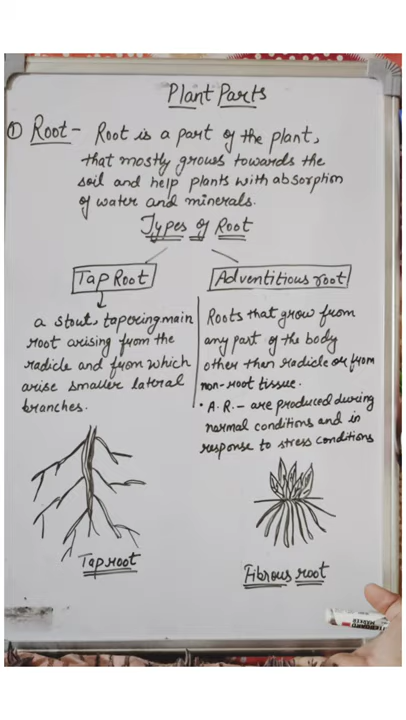 Plant Parts
① Root - Root is a part of the plant,
that mostly grows towards the
soil and help plants with absorption
of water and minerals.
Types of Root
Tap Root
a stout, tapering main
root arising from the
radicle and from which
arise smaller lateral
branches.
Adventitious root
Roots that grow from
any part of the body
other than radicle or from
non-root tissue.
• A.R. - are produced during
normal conditions and in
response to stress conditions
Tap root
Fibrous root